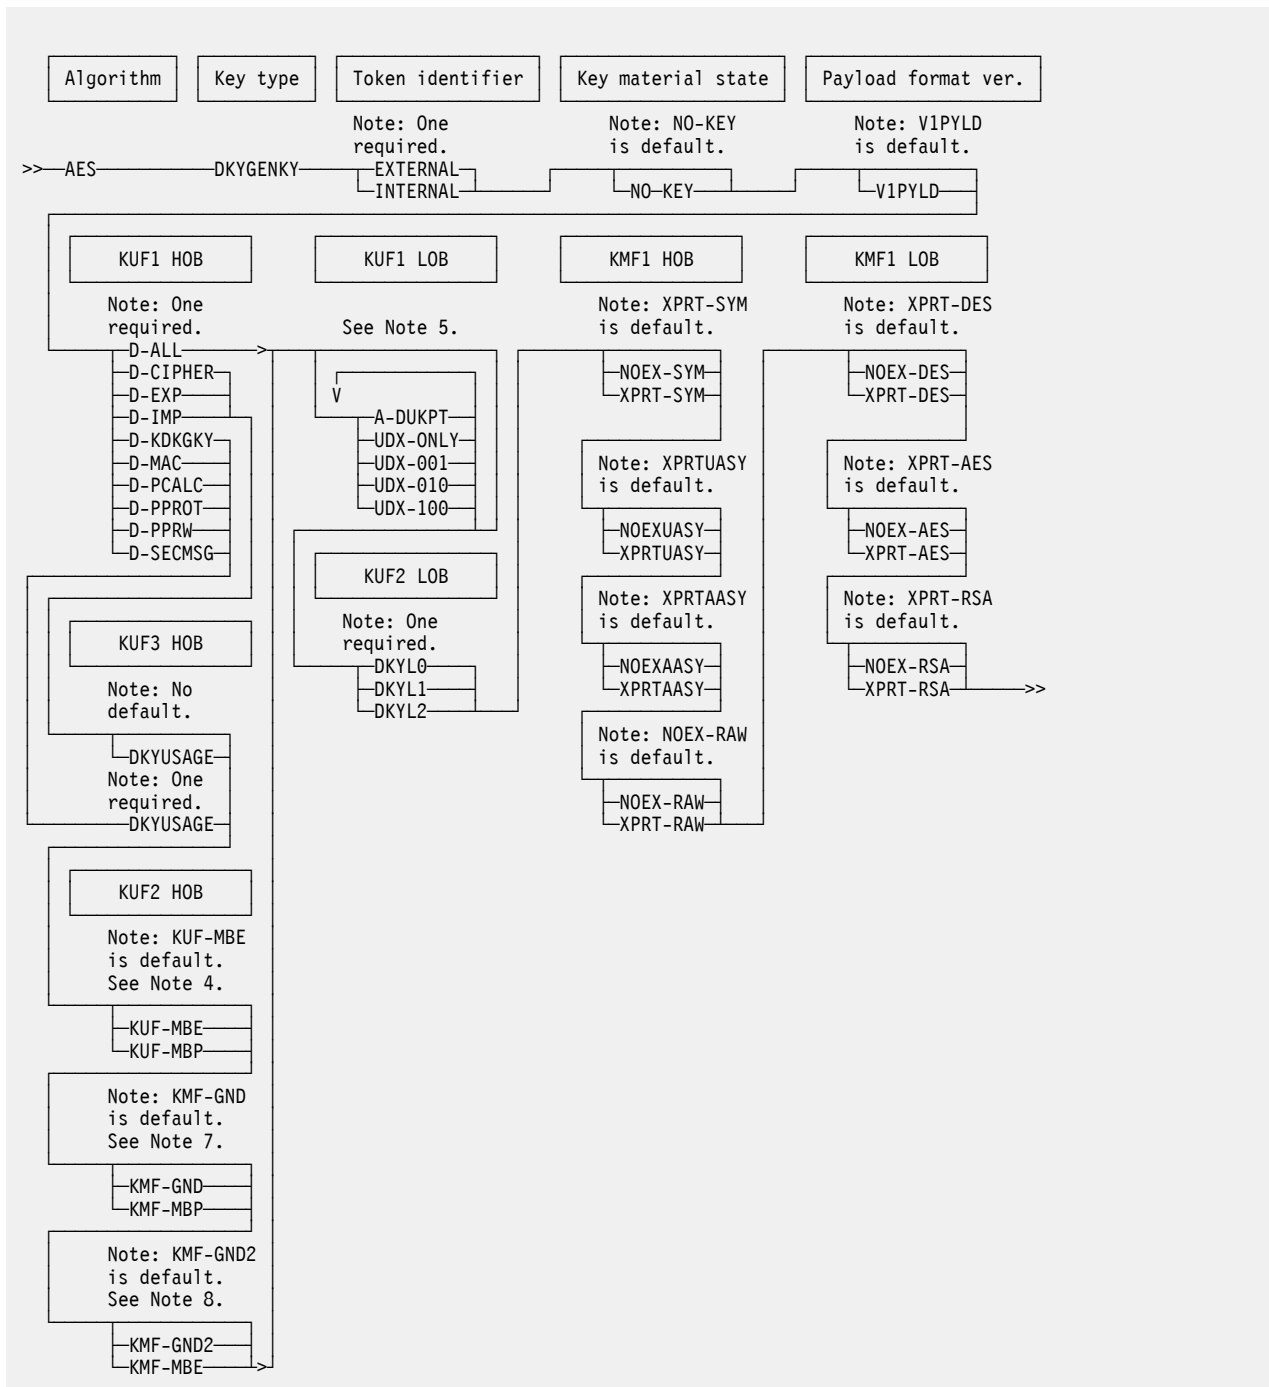 Algorithm Key type Token identifier Key material state Payload format ver.
Note: One Note: NO-KEY Note: V1PYLD
required. is default. is default.
>>—AES DKYGENKY EXTERNAL
INTERNAL NO-KEY V1PYLD
KUF1 HOB KUF1 LOB KMF1 HOB KMF1 LOB
Note: One Note: XPRT-SYM Note: XPRT-DES
required. See Note 5. is default. is default.
D-ALL >
D-CIPHER NOEX-SYM NOEX-DES
D-EXP V XPRT-SYM XPRT-DES
D-IMP A-DUKPT
D-KDKGKY UDX-ONLY
D-MAC UDX-001 Note: XPRTUASY Note: XPRT-AES
D-PCALC UDX-010 is default. is default.
D-PPROT UDX-100
D-PPRW NOEXUASY NOEX-AES
D-SECMSG XPRTUASY XPRT-AES
KUF2 LOB
Note: XPRTAASY Note: XPRT-RSA
Note: One is default. is default.
KUF3 HOB required.
DKYL0 NOEXAASY NOEX-RSA
Note: No DKYL1 XPRTAASY XPRT-RSA >>
default. DKYL2
Note: NOEX-RAW
DKYUSAGE is default.
Note: One
required. NOEX-RAW
DKYUSAGE XPRT-RAW
KUF2 HOB
Note: KUF-MBE
is default.
See Note 4.
KUF-MBE
KUF-MBP
Note: KMF-GND
is default.
See Note 7.
KMF-GND
KMF-MBP
Note: KMF-GND2
is default.
See Note 8.
KMF-GND2
KMF-MBE >